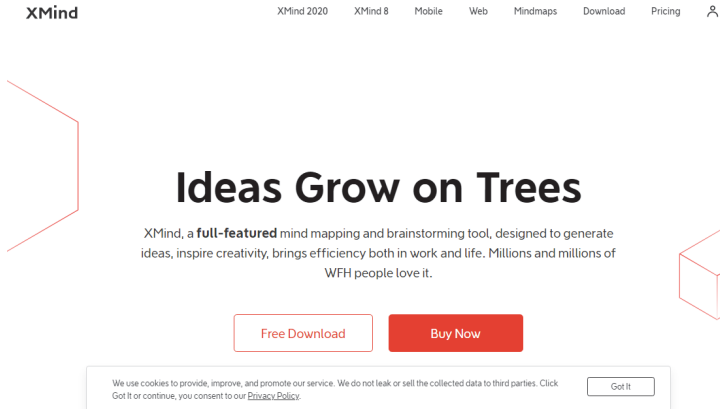 XMind
XMind 2020 XMind 8 Mobile Web Mindmaps Download Pricing
Ideas Grow on Trees
XMind, a full-featured mind mapping and brainstorming tool, designed to generate
ideas, inspire creativity, brings efficiency both in work and life. Millions and millions of
WFH people love it.
Free Download
Buy Now
We use cookies to provide, improve, and promote our service. We do not leak or sell the collected data to third parties. Click
Got It or continue, you consent to our Privacy Policy.
Got It